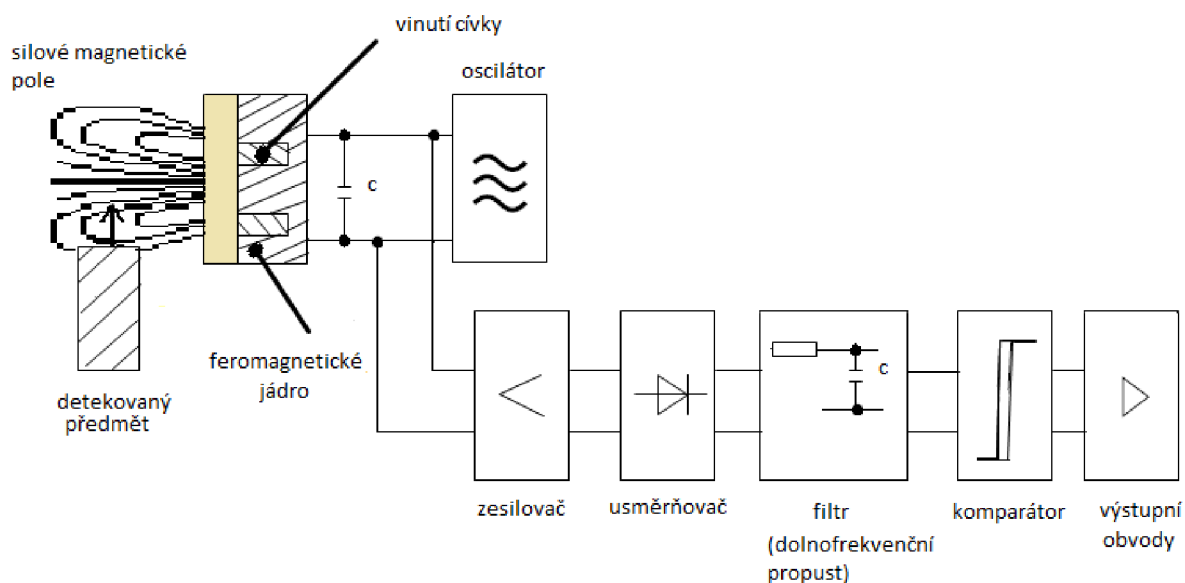 vinutí cívky
silové magnetické
pole
oscilátor
c
feromagnetické
jádro
detekovaný
předmět
c
zesilovač
usměrňovač
filtr
(dolnofrekvenční
propust)
komparátor
výstupní
obvody